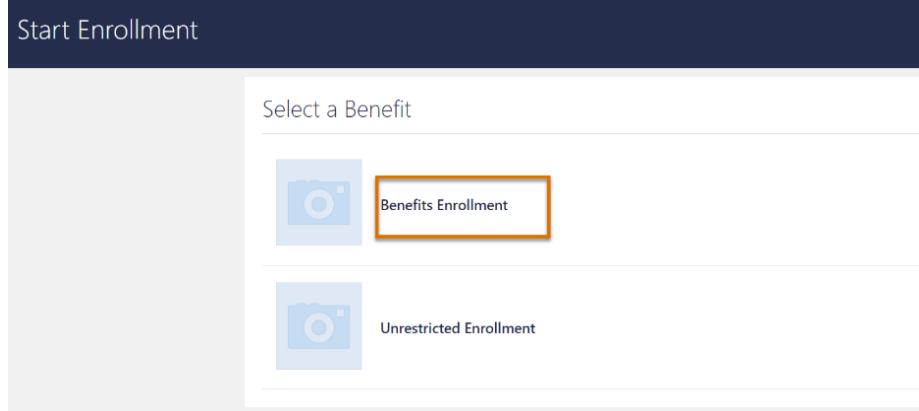 Start Enrollment
Select a Benefit
Benefits Enrollment
Unrestricted Enrollment